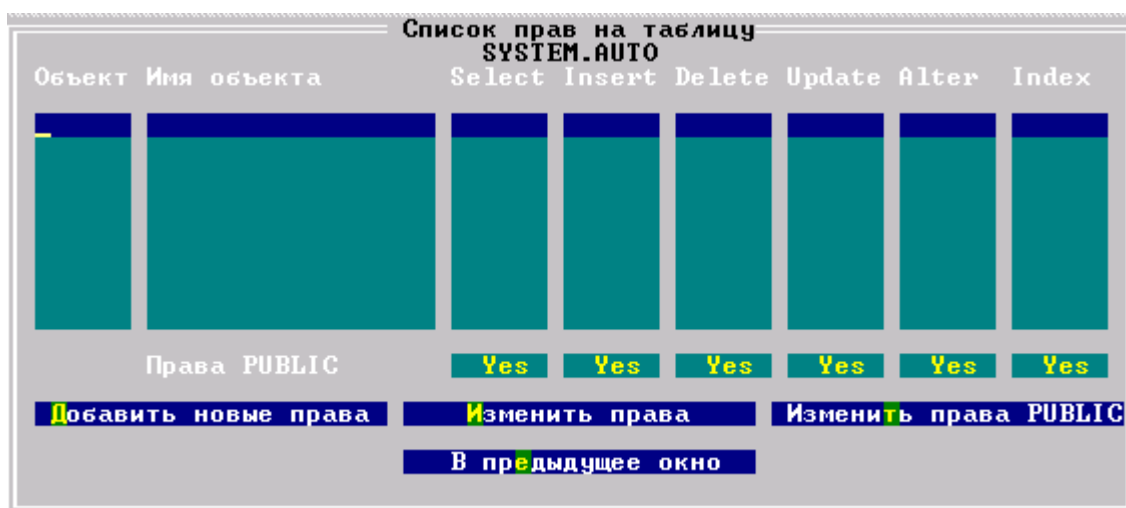 Список прав на таблицу
SYSTEM.AUTO
Объект Имя объекта Select Insert Delete Update Alter Index
Права PUBLIC Yes Yes Yes Yes Yes Yes
Добавить новые права Изменить права Изменить права PUBLIC
В предыдущее окно